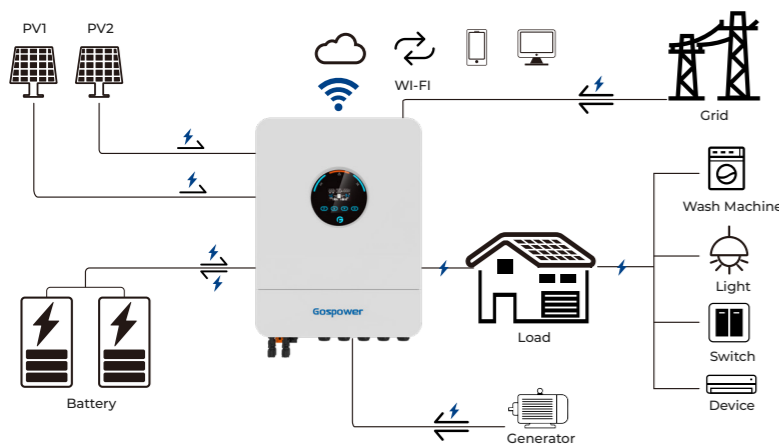 PV1
PV2
WI-FI
Grid
Wash Machine
Light
Switch
Device
Load
Gospower
Battery
Generator